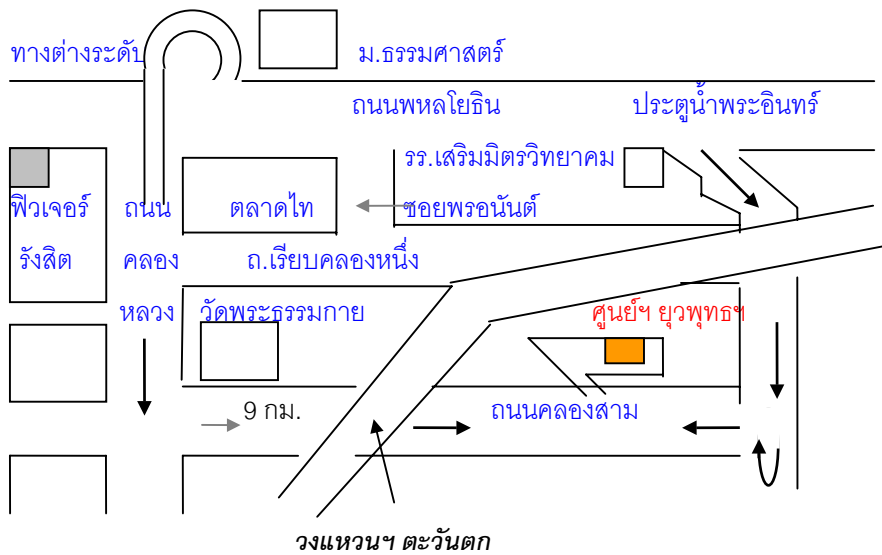 ทางต่างระดับ
ม.ธรรมศาสตร์
ถนนพหลโยธิน
ประตูน้ำพระอินทร์
รร.เสริมมิตรวิทยาคม
ฟิวเจอร์
ถนน
ตลาดไท
ซอยพรอนันต์
รังสิต
คลอง
ถ.เรียบคลองหนึ่ง
หลวง
วัดพระธรรมกาย
ศูนย์ฯ ยุวพุทธฯ
9 กม.
ถนนคลองสาม
วงแหวนฯ ตะวันตก